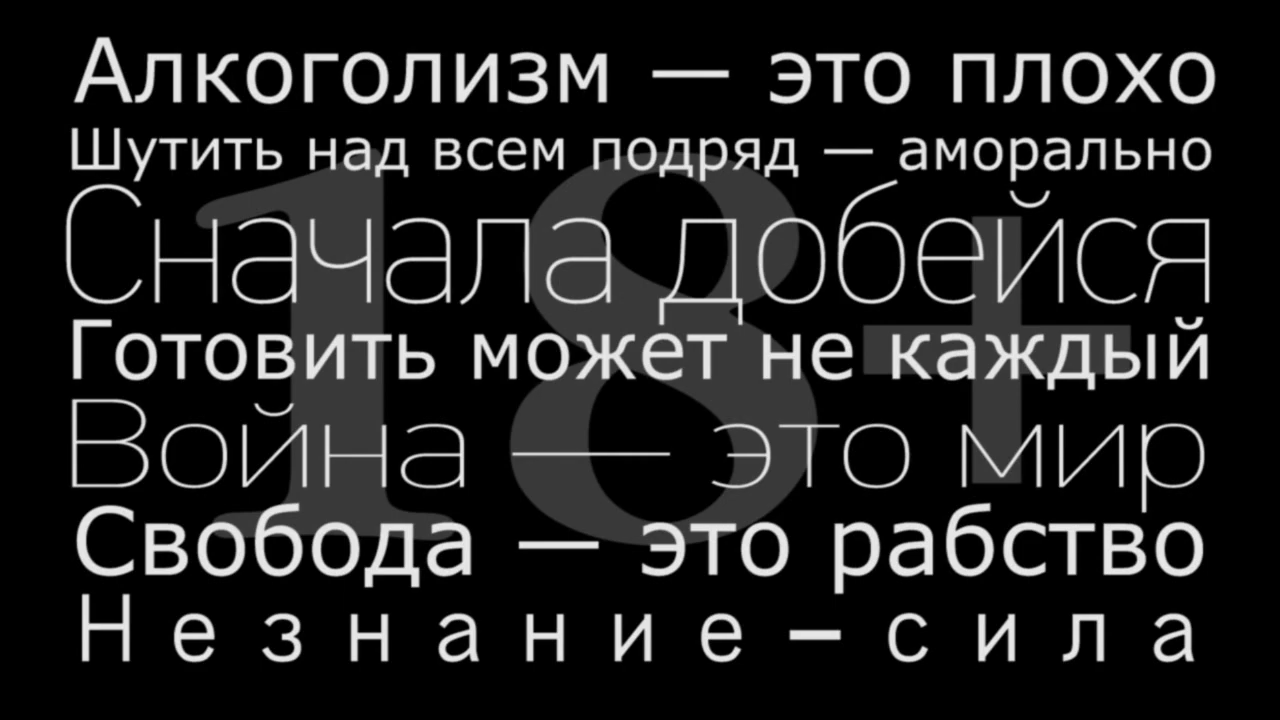 Алкоголизм — это плохо
Шутить над всем подряд — аморально
Сначала добейся
Готовить может не каждый
Война — это мир
Свобода — это рабство
Незнание – сила
18+